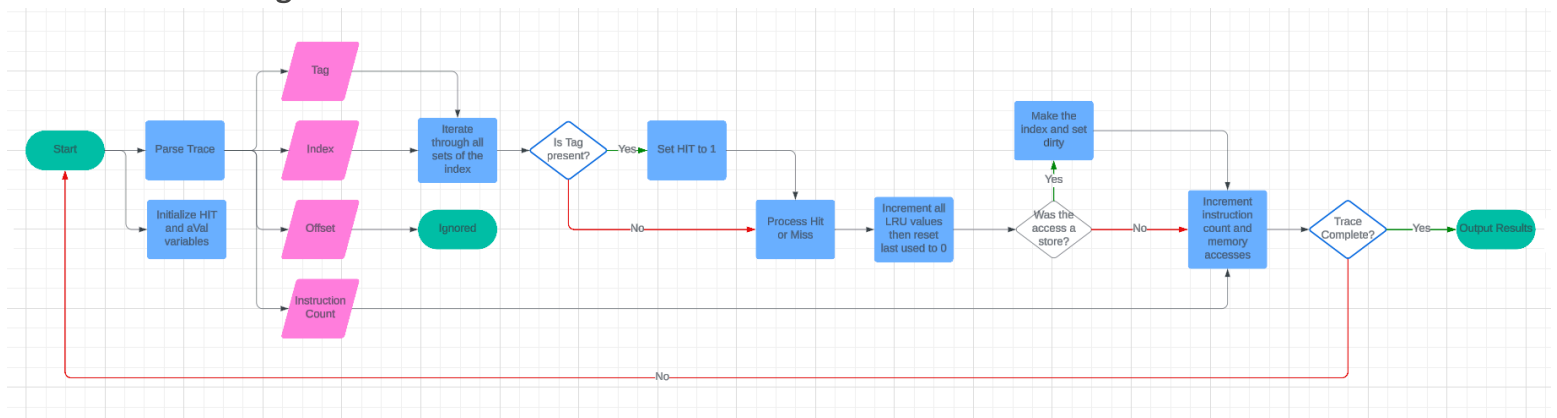 Start
Parse Trace
Initialize HIT
and aVal
variables
Tag
Index
Offset
Instruction
Count
Iterate
through all
sets of the
index
Ignored
Is Tag
present?
Yes
No
Set HIT to 1
Process Hit
or Miss
Increment all
LRU values
then reset
last used to 0
Was the
access a
store?
Yes
No
Make the
Index and set
dirty
Increment
instruction
count and
memory
accesses
Trace
Complete?
Yes
Output Results
No